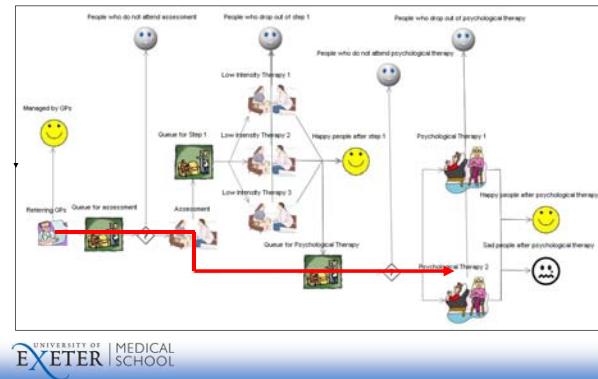 People who do not attend assessment
People who drop out of step 1
People who drop out of psychological therapy
People who do not attend psychological therapy
Low Intensity Therapy 1
Managed by GPs
Queue for Step 1
Low Intensity Therapy 2
Happy people after step 1
Psychological Therapy 1
Low Intensity Therapy 3
Happy people after psychological therapy
Referring GPs
Queue for assessment
Assessment
?
Queue for Psychological Therapy
Sad people after psychological therapy
Psychological Therapy 2
?
UNIVERSITY OF
EXETER
MEDICAL
SCHOOL